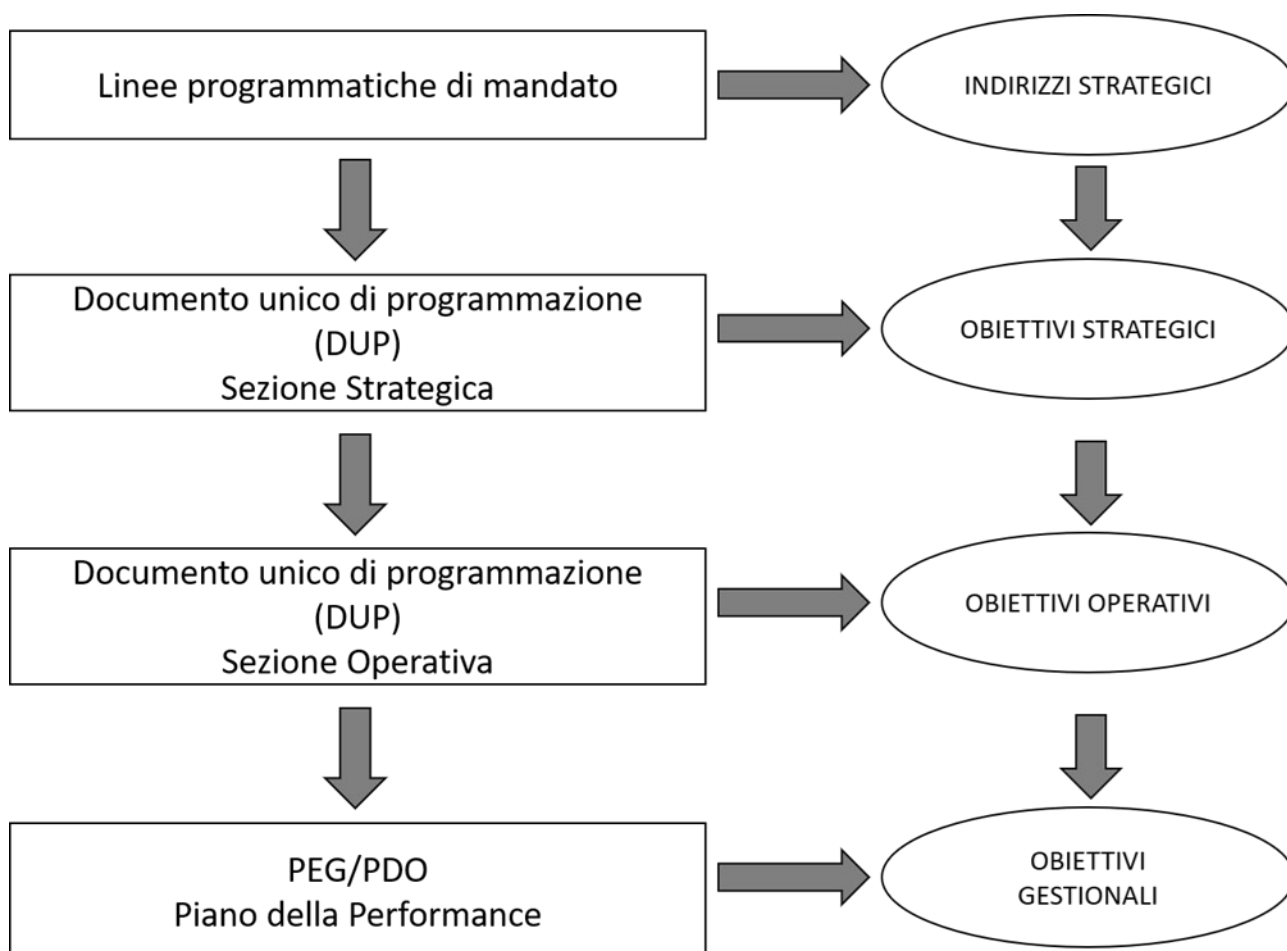 Linee programmatiche di mandato
INDIRIZZI STRATEGICI
Documento unico di programmazione
(DUP)
Sezione Strategica
OBIETTIVI STRATEGICI
Documento unico di programmazione
(DUP)
Sezione Operativa
OBIETTIVI OPERATIVI
PEG/PDO
Piano della Performance
OBIETTIVI
GESTIONALI